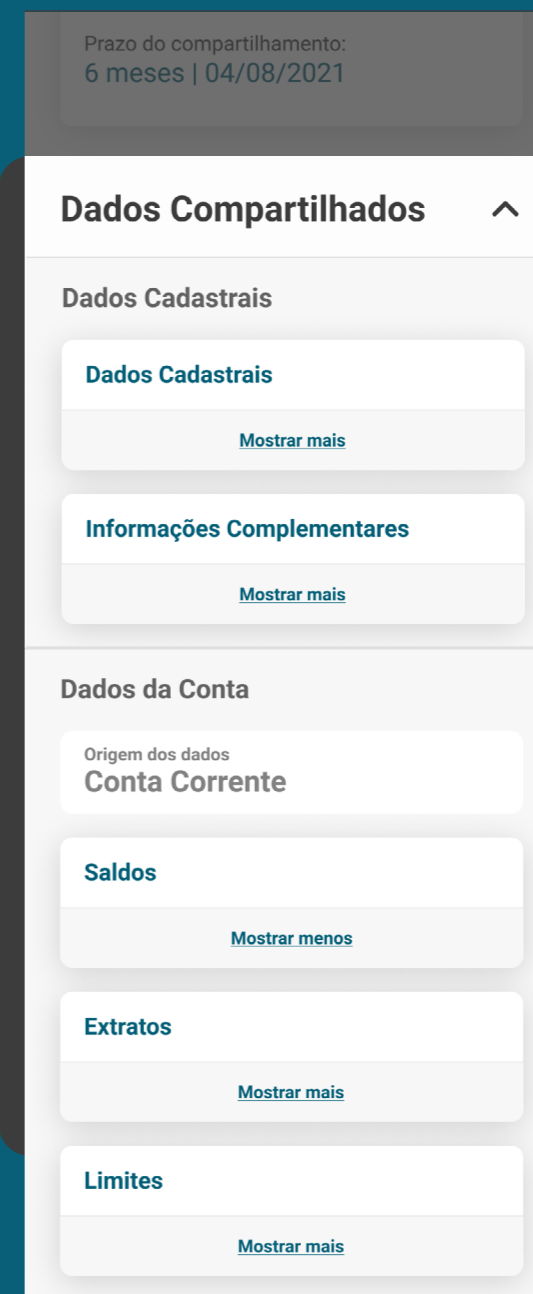 Prazo do compartilhamento:
6 meses | 04/08/2021
Dados Compartilhados
Dados Cadastrais
Dados Cadastrais
Mostrar mais
Informações Complementares
Mostrar mais
Dados da Conta
Origem dos dados
Conta Corrente
Saldos
Mostrar menos
Extratos
Mostrar mais
Limites
Mostrar mais